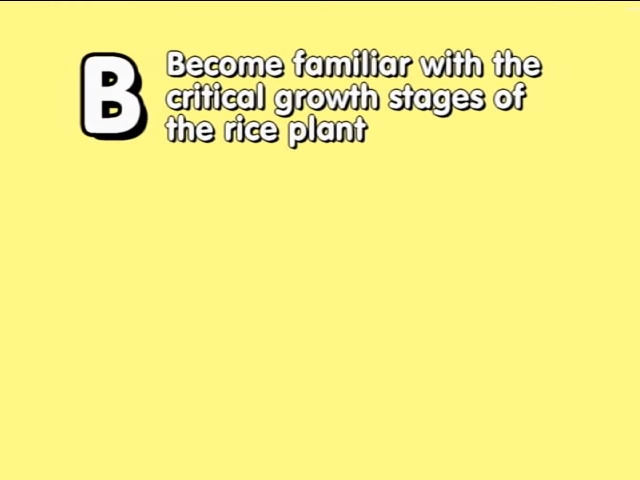 B
Become familiar with the
critical growth stages of
the rice plant